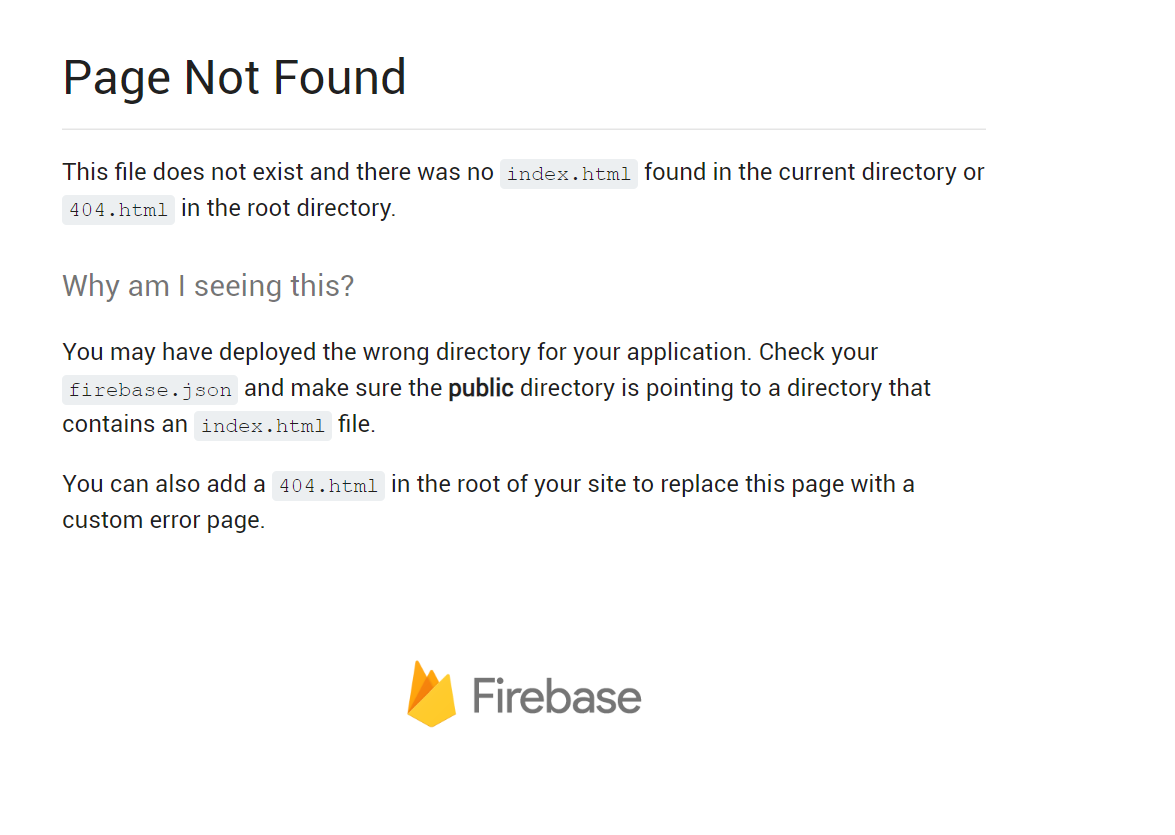 Page Not Found
This file does not exist and there was no index.html found in the current directory or
404.html in the root directory.
Why am I seeing this?
You may have deployed the wrong directory for your application. Check your
firebase.json and make sure the public directory is pointing to a directory that
contains an index.html file.
You can also add a 404.html in the root of your site to replace this page with a
custom error page.
Firebase